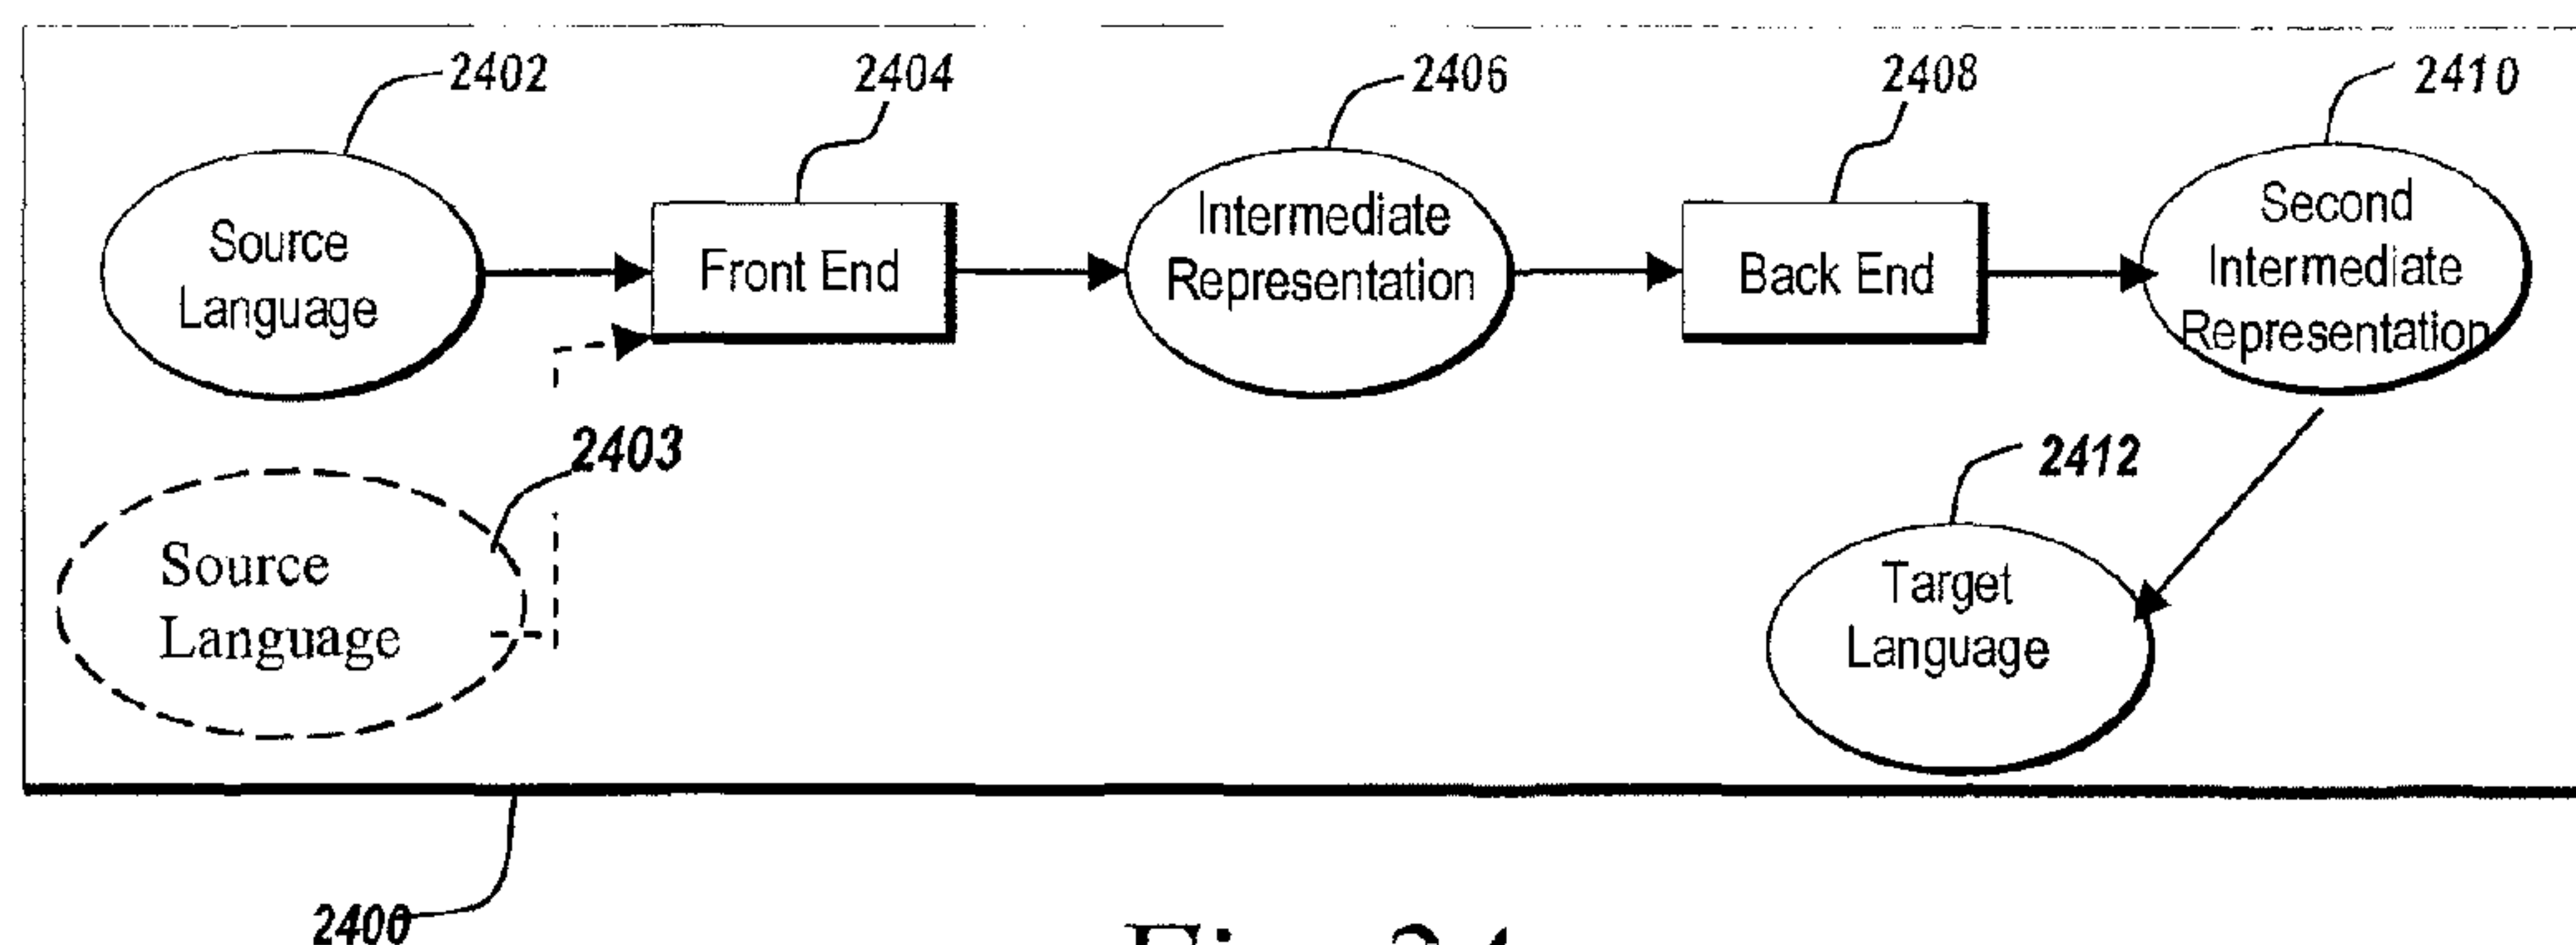 2402
2404
2406
2408
2410
Source
Language
Front End
Intermediate
Representation
Back End
Second
Intermediate
Representation
2403
2412
Source
Language
Target
Language
2400